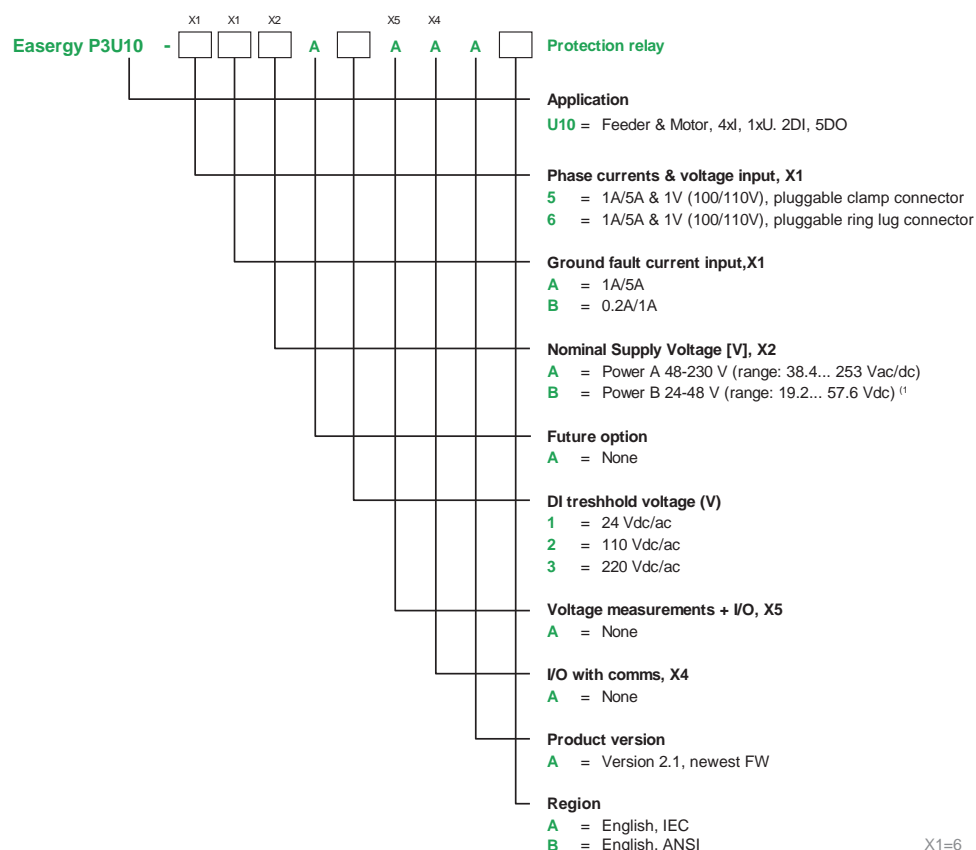 X1 X1 X2 X5 X4
Easergy P3U10 - A A A A Protection relay
Application
U10 = Feeder & Motor, 4xI, 1xU. 2DI, 5DO
Phase currents & voltage input, X1
5 = 1A/5A & 1V (100/110V), pluggable clamp connector
6 = 1A/5A & 1V (100/110V), pluggable ring lug connector
Ground fault current input,X1
A = 1A/5A
B = 0.2A/1A
Nominal Supply Voltage [V], X2
A = Power A 48-230 V (range: 38.4... 253 Vac/dc)
B = Power B 24-48 V (range: 19.2... 57.6 Vdc) (1
Future option
A = None
DI treshhold voltage (V)
1 = 24 Vdc/ac
2 = 110 Vdc/ac
3 = 220 Vdc/ac
Voltage measurements + I/O, X5
A = None
I/O with comms, X4
A = None
Product version
A = Version 2.1, newest FW
Region
A = English, IEC
B = English, ANSI X1=6